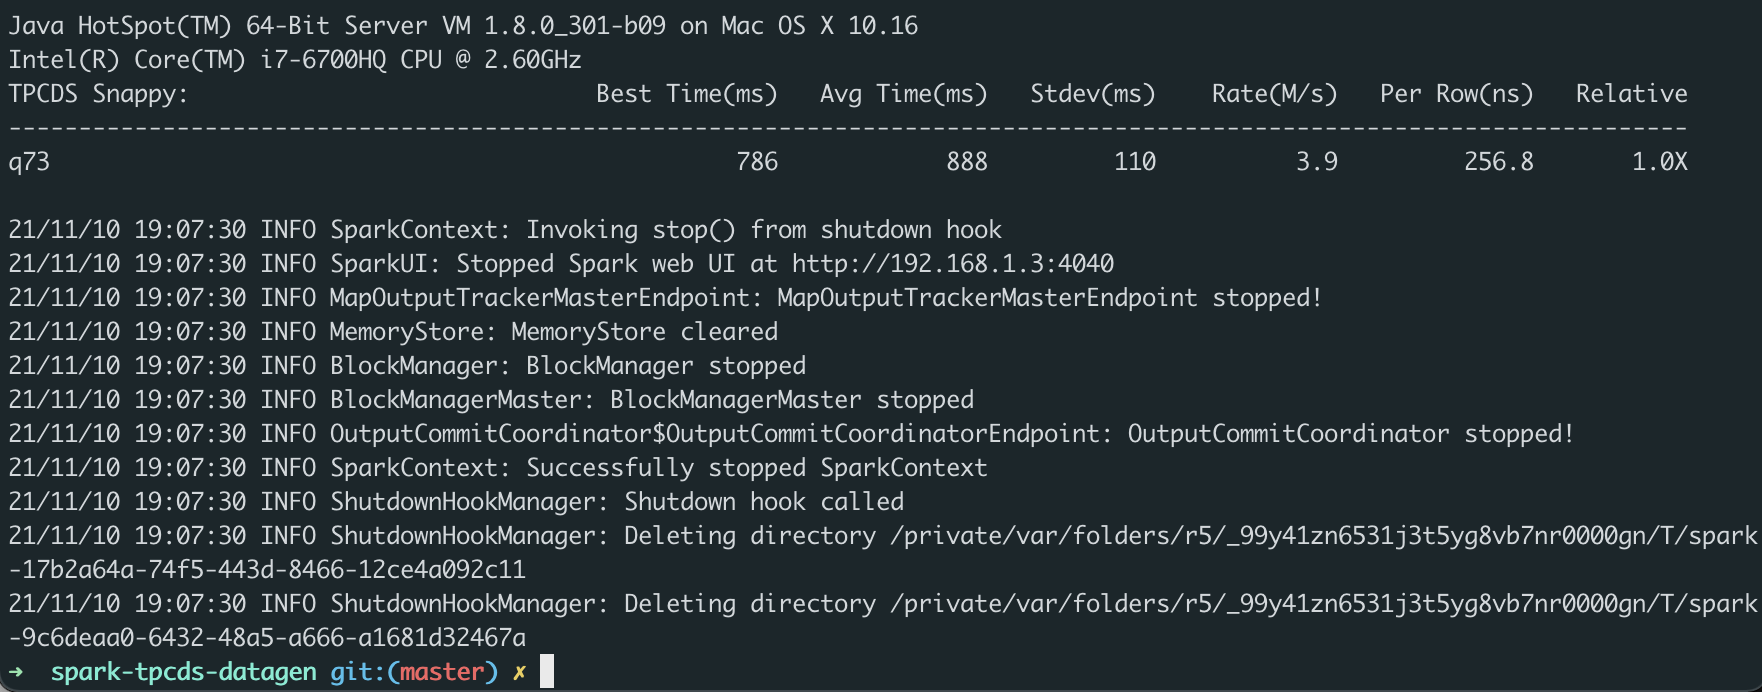 Java HotSpot(TM) 64-Bit Server VM 1.8.0_301-b09 on Mac OS X 10.16
Intel(R) Core(TM) i7-6700HQ CPU @ 2.60GHz
TPCDS Snappy:                             Best Time(ms)   Avg Time(ms)   Stdev(ms)    Rate(M/s)   Per Row(ns)   Relative
------------------------------------------------------------------------------------------------------------------------
q73                                                 786            888         110          3.9         256.8       1.0X
21/11/10 19:07:30 INFO SparkContext: Invoking stop() from shutdown hook
21/11/10 19:07:30 INFO SparkUI: Stopped Spark web UI at http://192.168.1.3:4040
21/11/10 19:07:30 INFO MapOutputTrackerMasterEndpoint: MapOutputTrackerMasterEndpoint stopped!
21/11/10 19:07:30 INFO MemoryStore: MemoryStore cleared
21/11/10 19:07:30 INFO BlockManager: BlockManager stopped
21/11/10 19:07:30 INFO BlockManagerMaster: BlockManagerMaster stopped
21/11/10 19:07:30 INFO OutputCommitCoordinator$OutputCommitCoordinatorEndpoint: OutputCommitCoordinator stopped!
21/11/10 19:07:30 INFO SparkContext: Successfully stopped SparkContext
21/11/10 19:07:30 INFO ShutdownHookManager: Shutdown hook called
21/11/10 19:07:30 INFO ShutdownHookManager: Deleting directory /private/var/folders/r5/_99y41zn6531j3t5yg8vb7nr0000gn/T/spark
-17b2a64a-74f5-443d-8466-12ce4a092c11
21/11/10 19:07:30 INFO ShutdownHookManager: Deleting directory /private/var/folders/r5/_99y41zn6531j3t5yg8vb7nr0000gn/T/spark
-9c6deaa0-6432-48a5-a666-a1681d32467a
➜  spark-tpcds-datagen git:(master) ✗